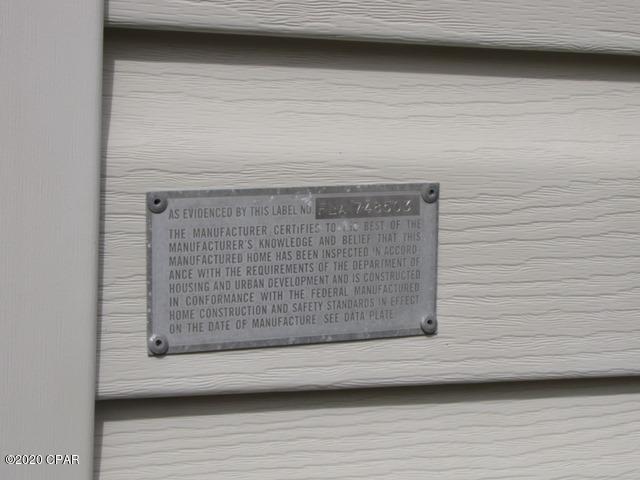 AS EVIDENCED BY THIS LABEL NO. FLA 748503
THE MANUFACTURER CERTIFIES TO THE BEST OF THE
MANUFACTURER'S KNOWLEDGE AND BELIEF THAT THIS
MANUFACTURED HOME HAS BEEN INSPECTED IN ACCORD-
ANCE WITH THE REQUIREMENTS OF THE DEPARTMENT OF
HOUSING AND URBAN DEVELOPMENT AND IS CONSTRUCTED
IN CONFORMANCE WITH THE FEDERAL MANUFACTURED
HOME CONSTRUCTION AND SAFETY STANDARDS IN EFFECT
ON THE DATE OF MANUFACTURE. SEE DATA PLATE.
©2020 CPAR